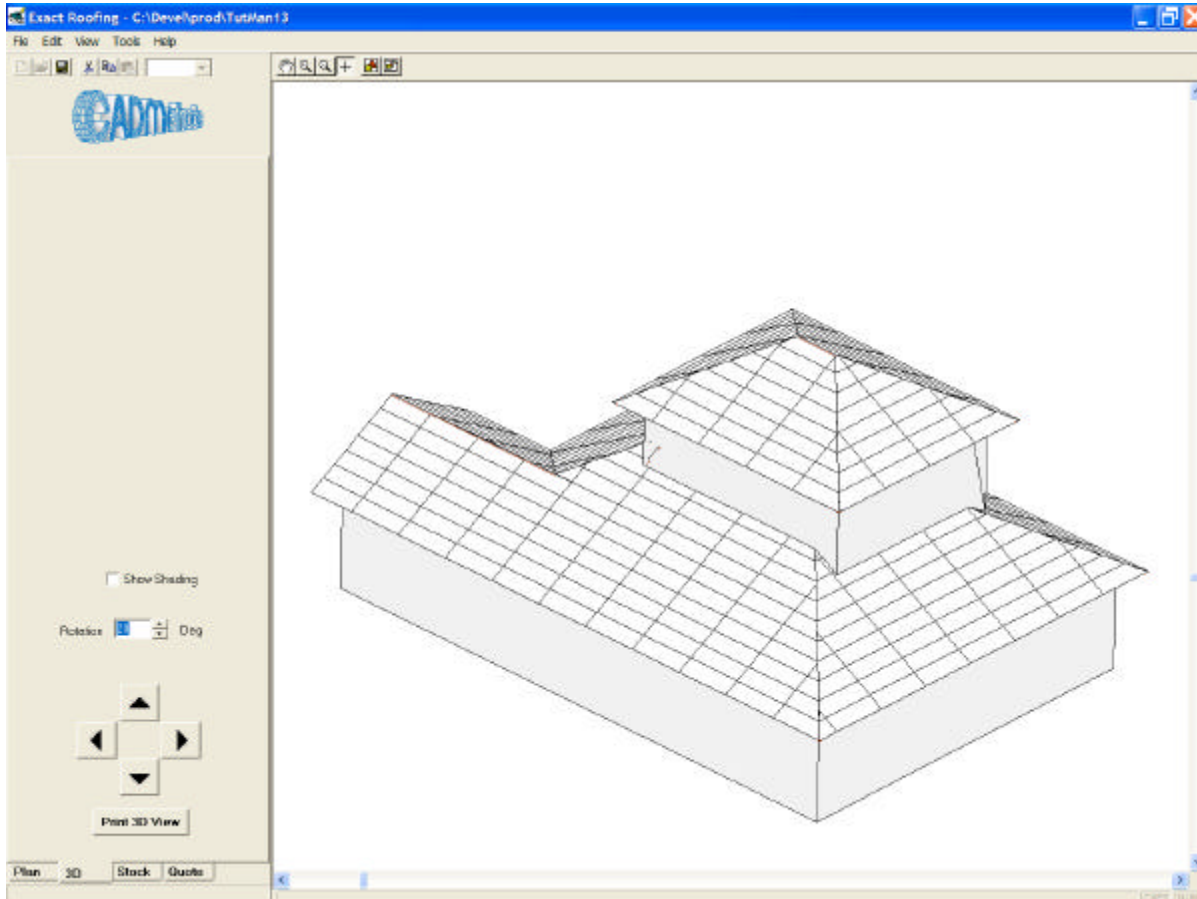 Exact Roofing - C:\Devel\prod\TutMan13
File Edit View Tools Help
Show Shading
Rotation Deg
Print 3D View
Plan 3D Stock Quote